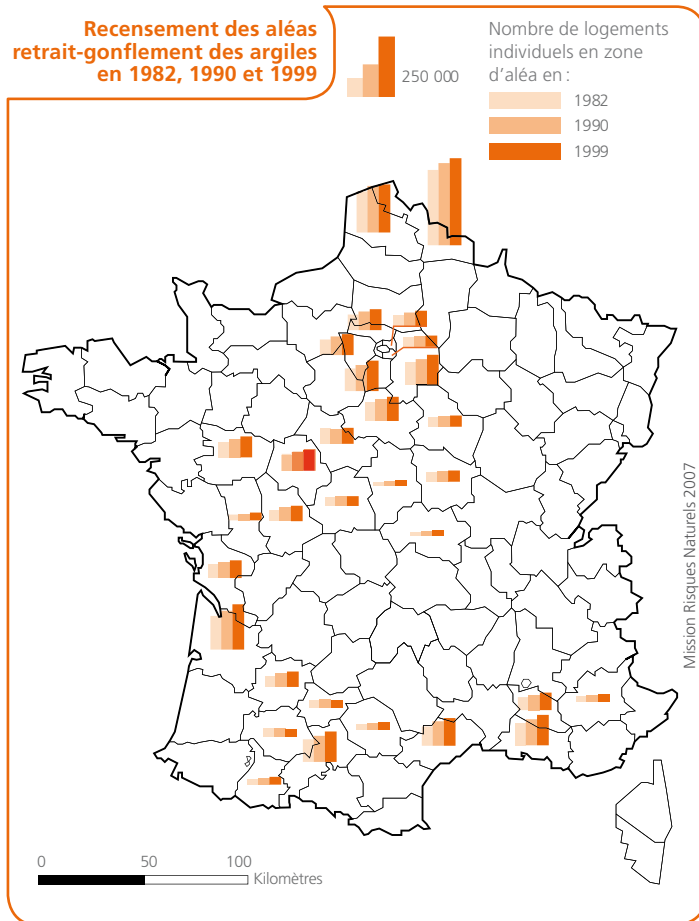 Recensement des aléas
retrait-gonflement des argiles
en 1982, 1990 et 1999
250 000
Nombre de logements
individuels en zone
d'aléa en :
1982
1990
1999
Mission Risques Naturels 2007
0 50 100
Kilomètres